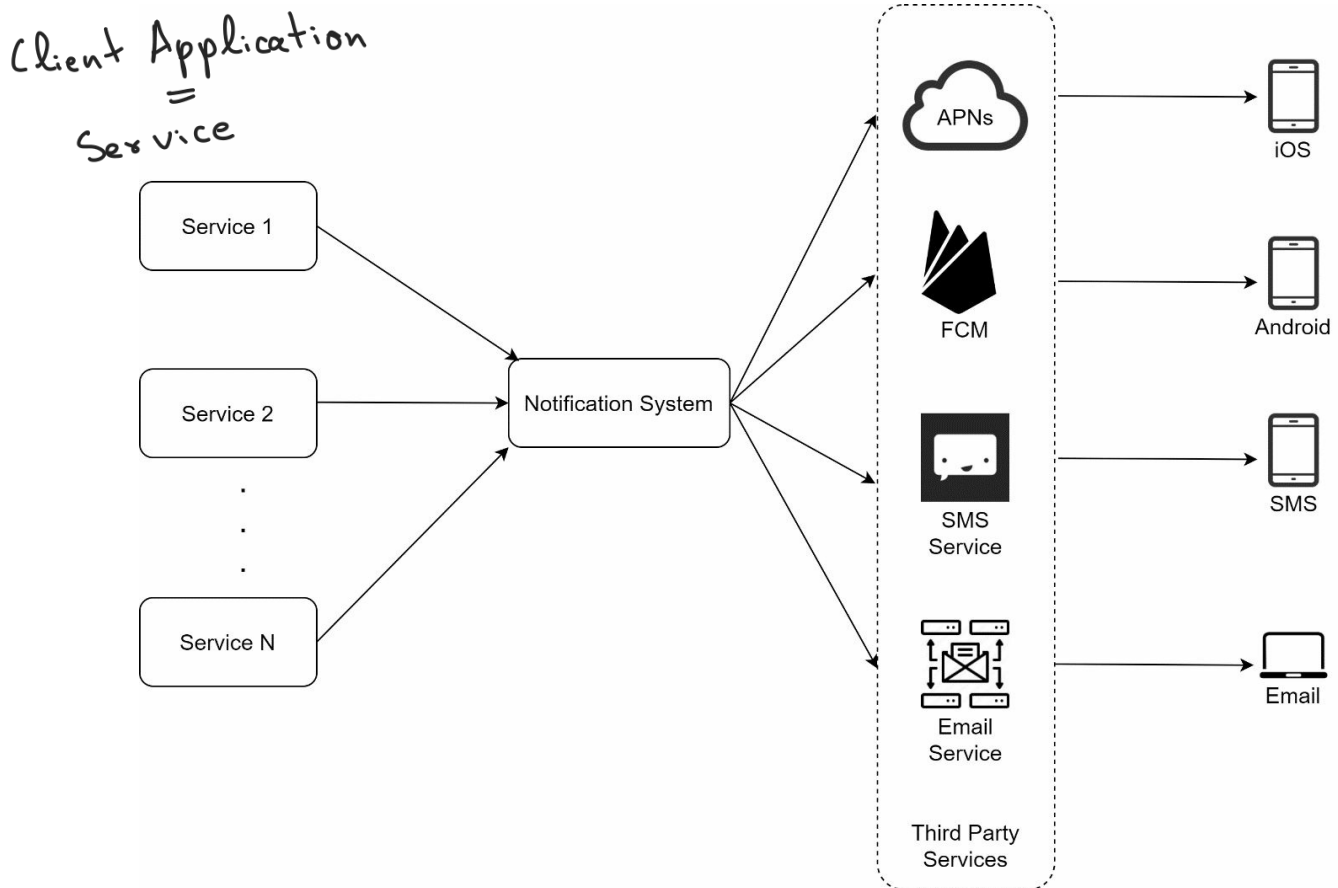 Client Application
=
Service
Service 1
Service 2
.
.
.
Service N
Notification System
APNs
FCM
SMS
Service
Email
Service
Third Party
Services
iOS
Android
SMS
Email